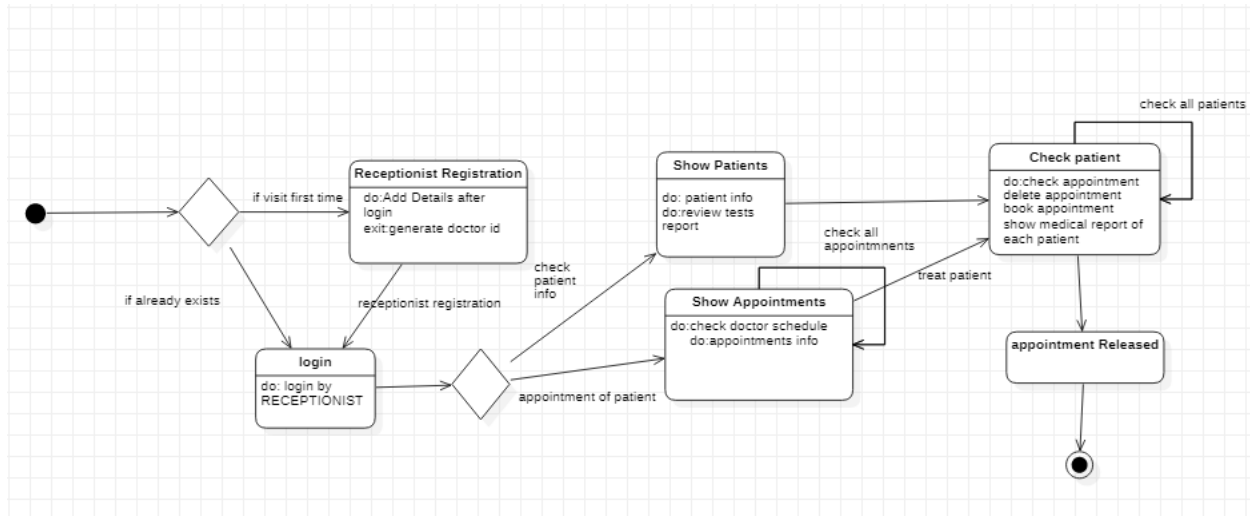 check all patients
if visit first time
Receptionist Registration
do:Add Details after
login
exit:generate doctor id
Show Patients
do: patient info
do:review tests
report
Check patient
do:check appointment
delete appointment
book appointment
show medical report of
each patient
check all
appointmnents
check
patient
info
treat patient
if already exists
receptionist registration
Show Appointments
do:check doctor schedule
do:appointments info
login
do: login by
RECEPTIONIST
appointment of patient
appointment Released